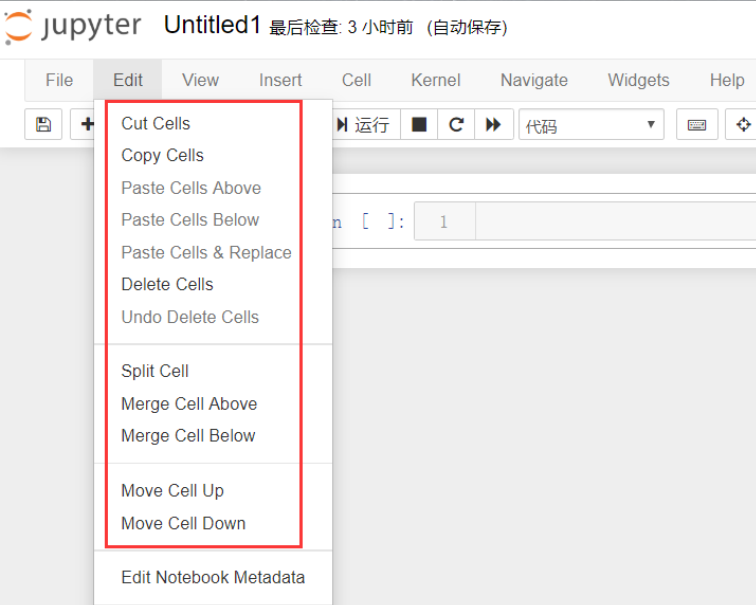 jupyter Untitled1 最后检查: 3 小时前 (自动保存)
File Edit View Insert Cell Kernel Navigate Widgets Help
运行 代码
Cut Cells
Copy Cells
Paste Cells Above
Paste Cells Below
n [ ]: 1
Paste Cells & Replace
Delete Cells
Undo Delete Cells
Split Cell
Merge Cell Above
Merge Cell Below
Move Cell Up
Move Cell Down
Edit Notebook Metadata